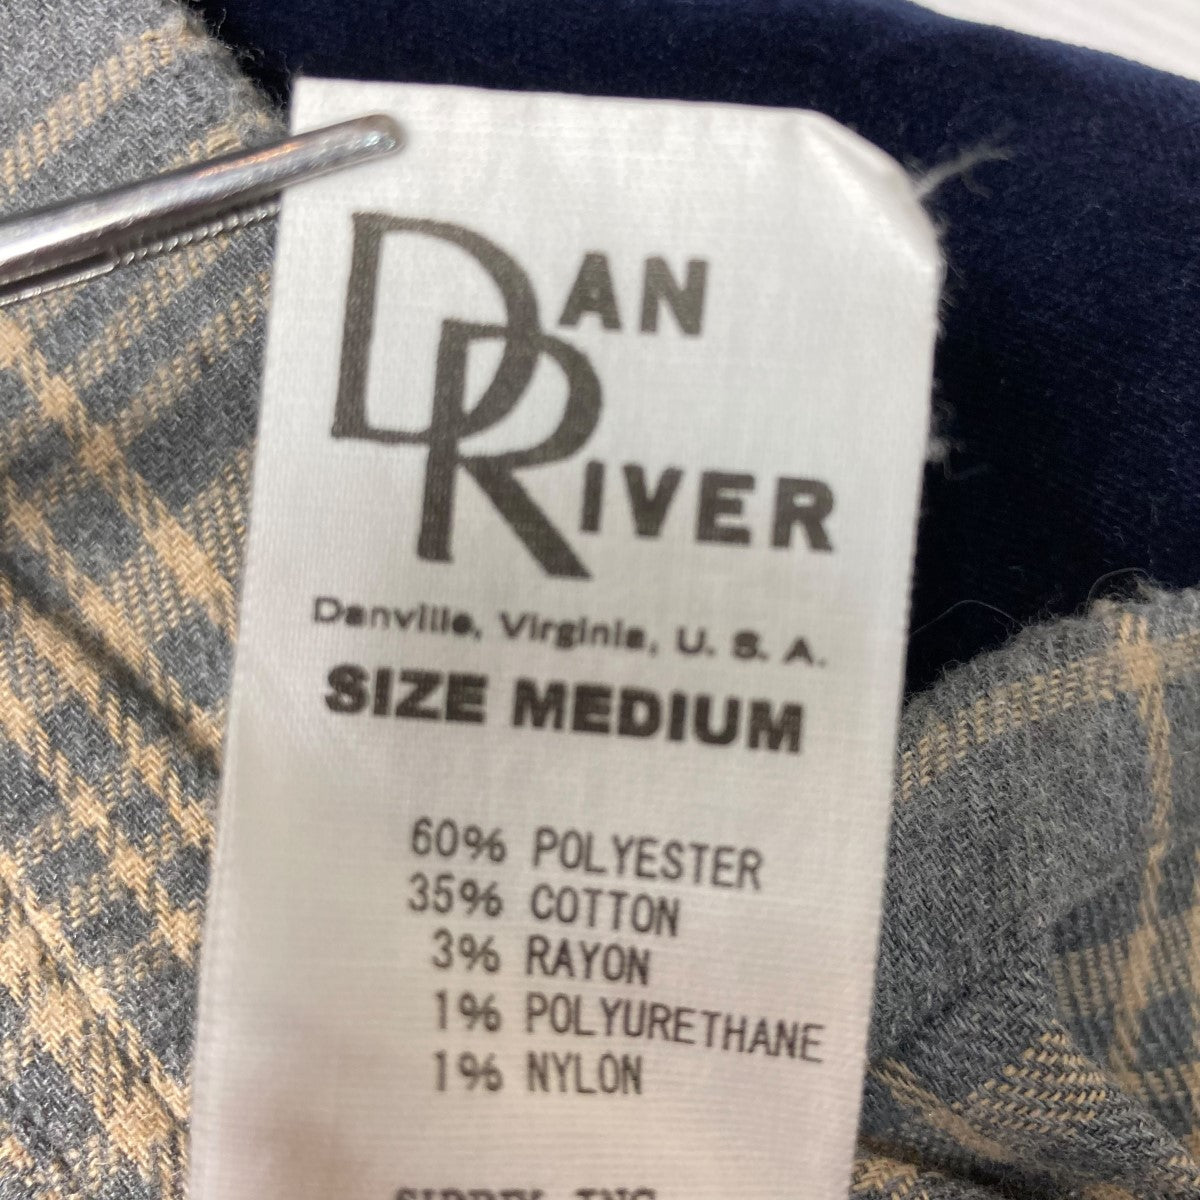 DAN
RIVER
Danville, Virginia, U. S. A.
SIZE MEDIUM
60% POLYESTER
35% COTTON
3% RAYON
1% POLYURETHANE
1% NYLON